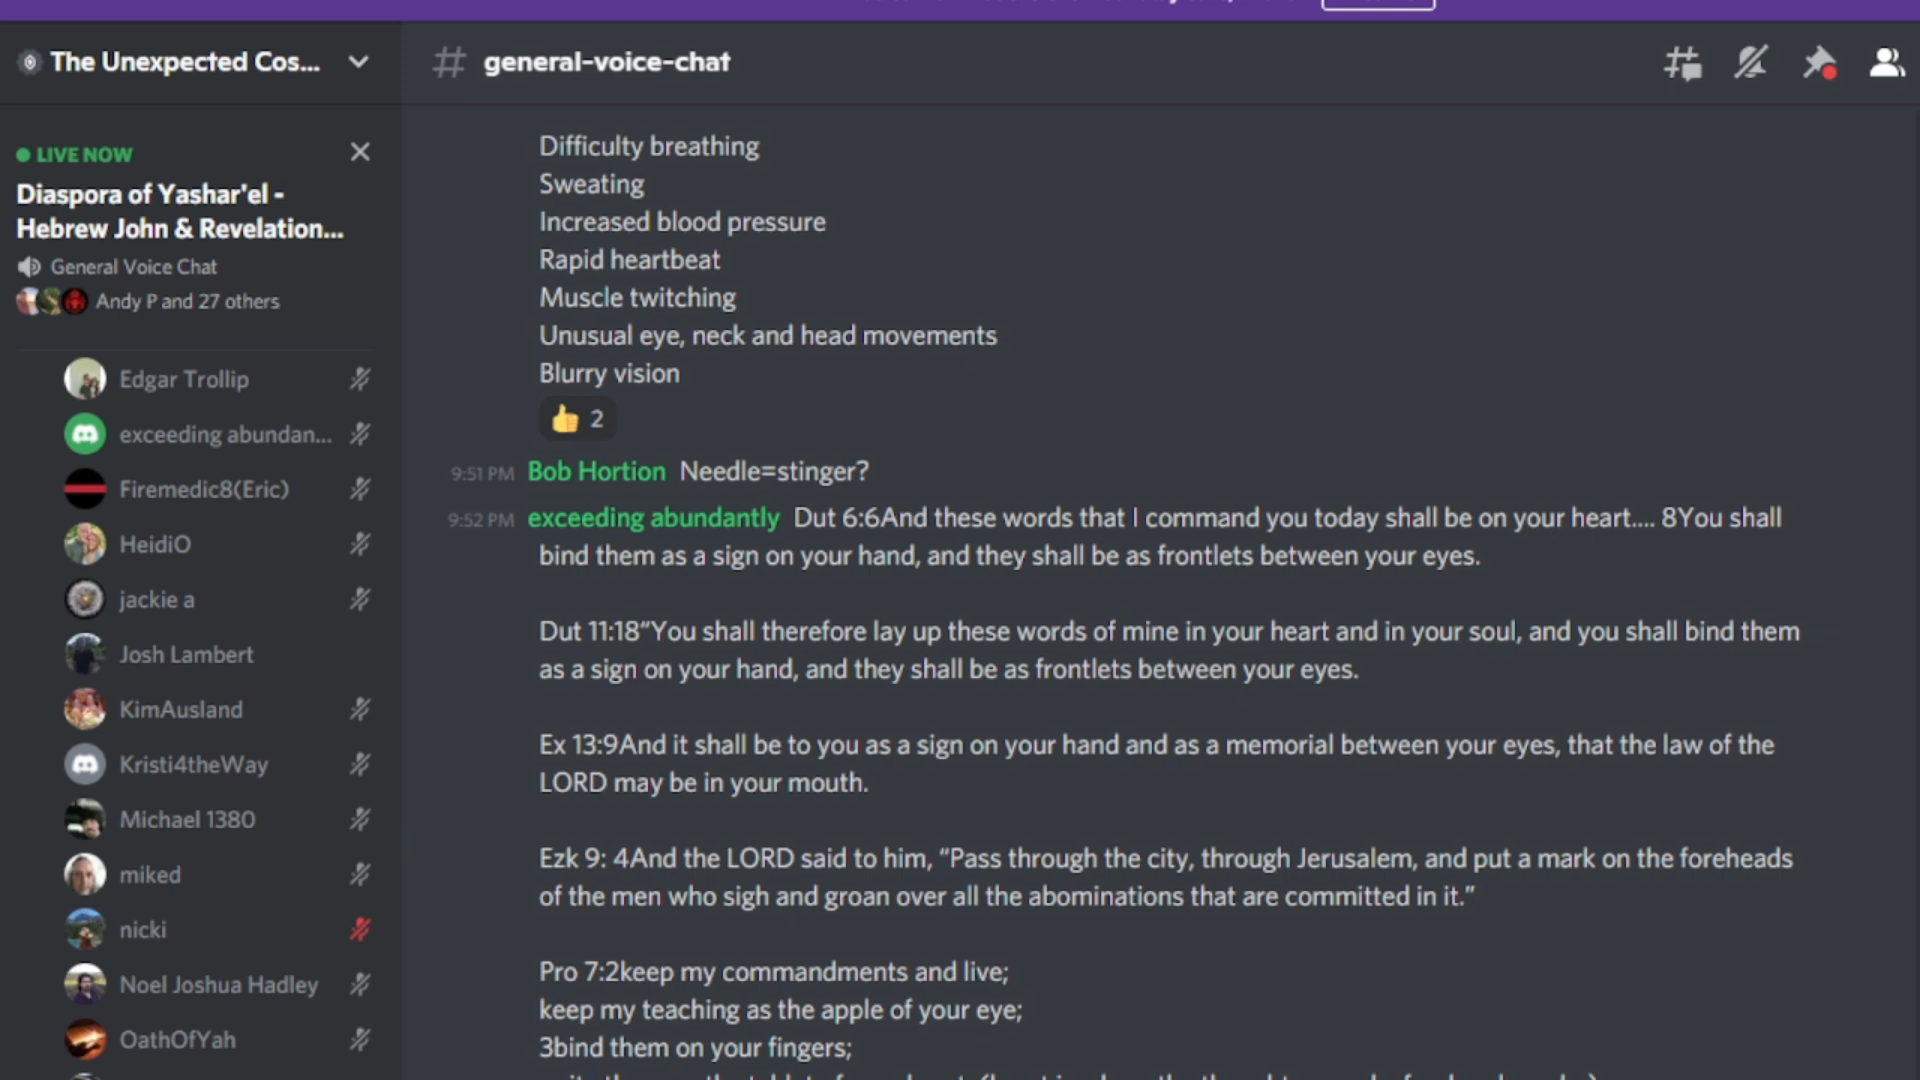 The Unexpected Cos...
general-voice-chat
LIVE NOW
Diaspora of Yashar'el -
Hebrew John & Revelation...
General Voice Chat
Andy P and 27 others
Edgar Trollip
exceeding abundan...
Firemedic8(Eric)
HeidiO
jackie a
Josh Lambert
KimAusland
Kristi4theWay
Michael 1380
miked
nicki
Noel Joshua Hadley
OathOfYah
Difficulty breathing
Sweating
Increased blood pressure
Rapid heartbeat
Muscle twitching
Unusual eye, neck and head movements
Blurry vision
👍 2
9:51 PM Bob Hortion Needle=stinger?
9:52 PM exceeding abundantly Dut 6:6And these words that I command you today shall be on your heart.... 8You shall
bind them as a sign on your hand, and they shall be as frontlets between your eyes.
Dut 11:18“You shall therefore lay up these words of mine in your heart and in your soul, and you shall bind them
as a sign on your hand, and they shall be as frontlets between your eyes.
Ex 13:9And it shall be to you as a sign on your hand and as a memorial between your eyes, that the law of the
LORD may be in your mouth.
Ezk 9: 4And the LORD said to him, “Pass through the city, through Jerusalem, and put a mark on the foreheads
of the men who sigh and groan over all the abominations that are committed in it.”
Pro 7:2keep my commandments and live;
keep my teaching as the apple of your eye;
3bind them on your fingers;